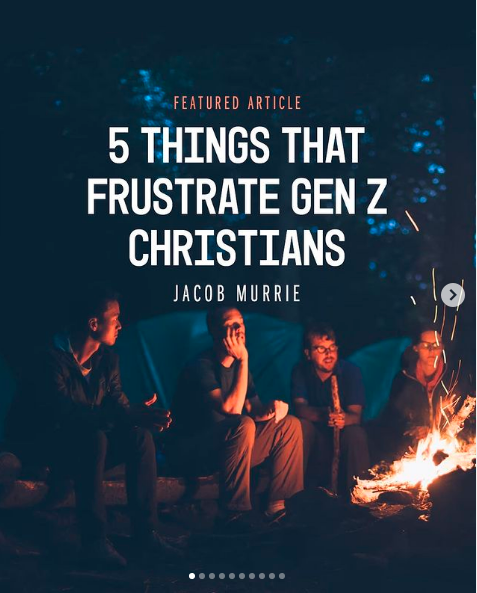 FEATURED ARTICLE
5 THINGS THAT
FRUSTRATE GEN Z
CHRISTIANS
JACOB MURRIE